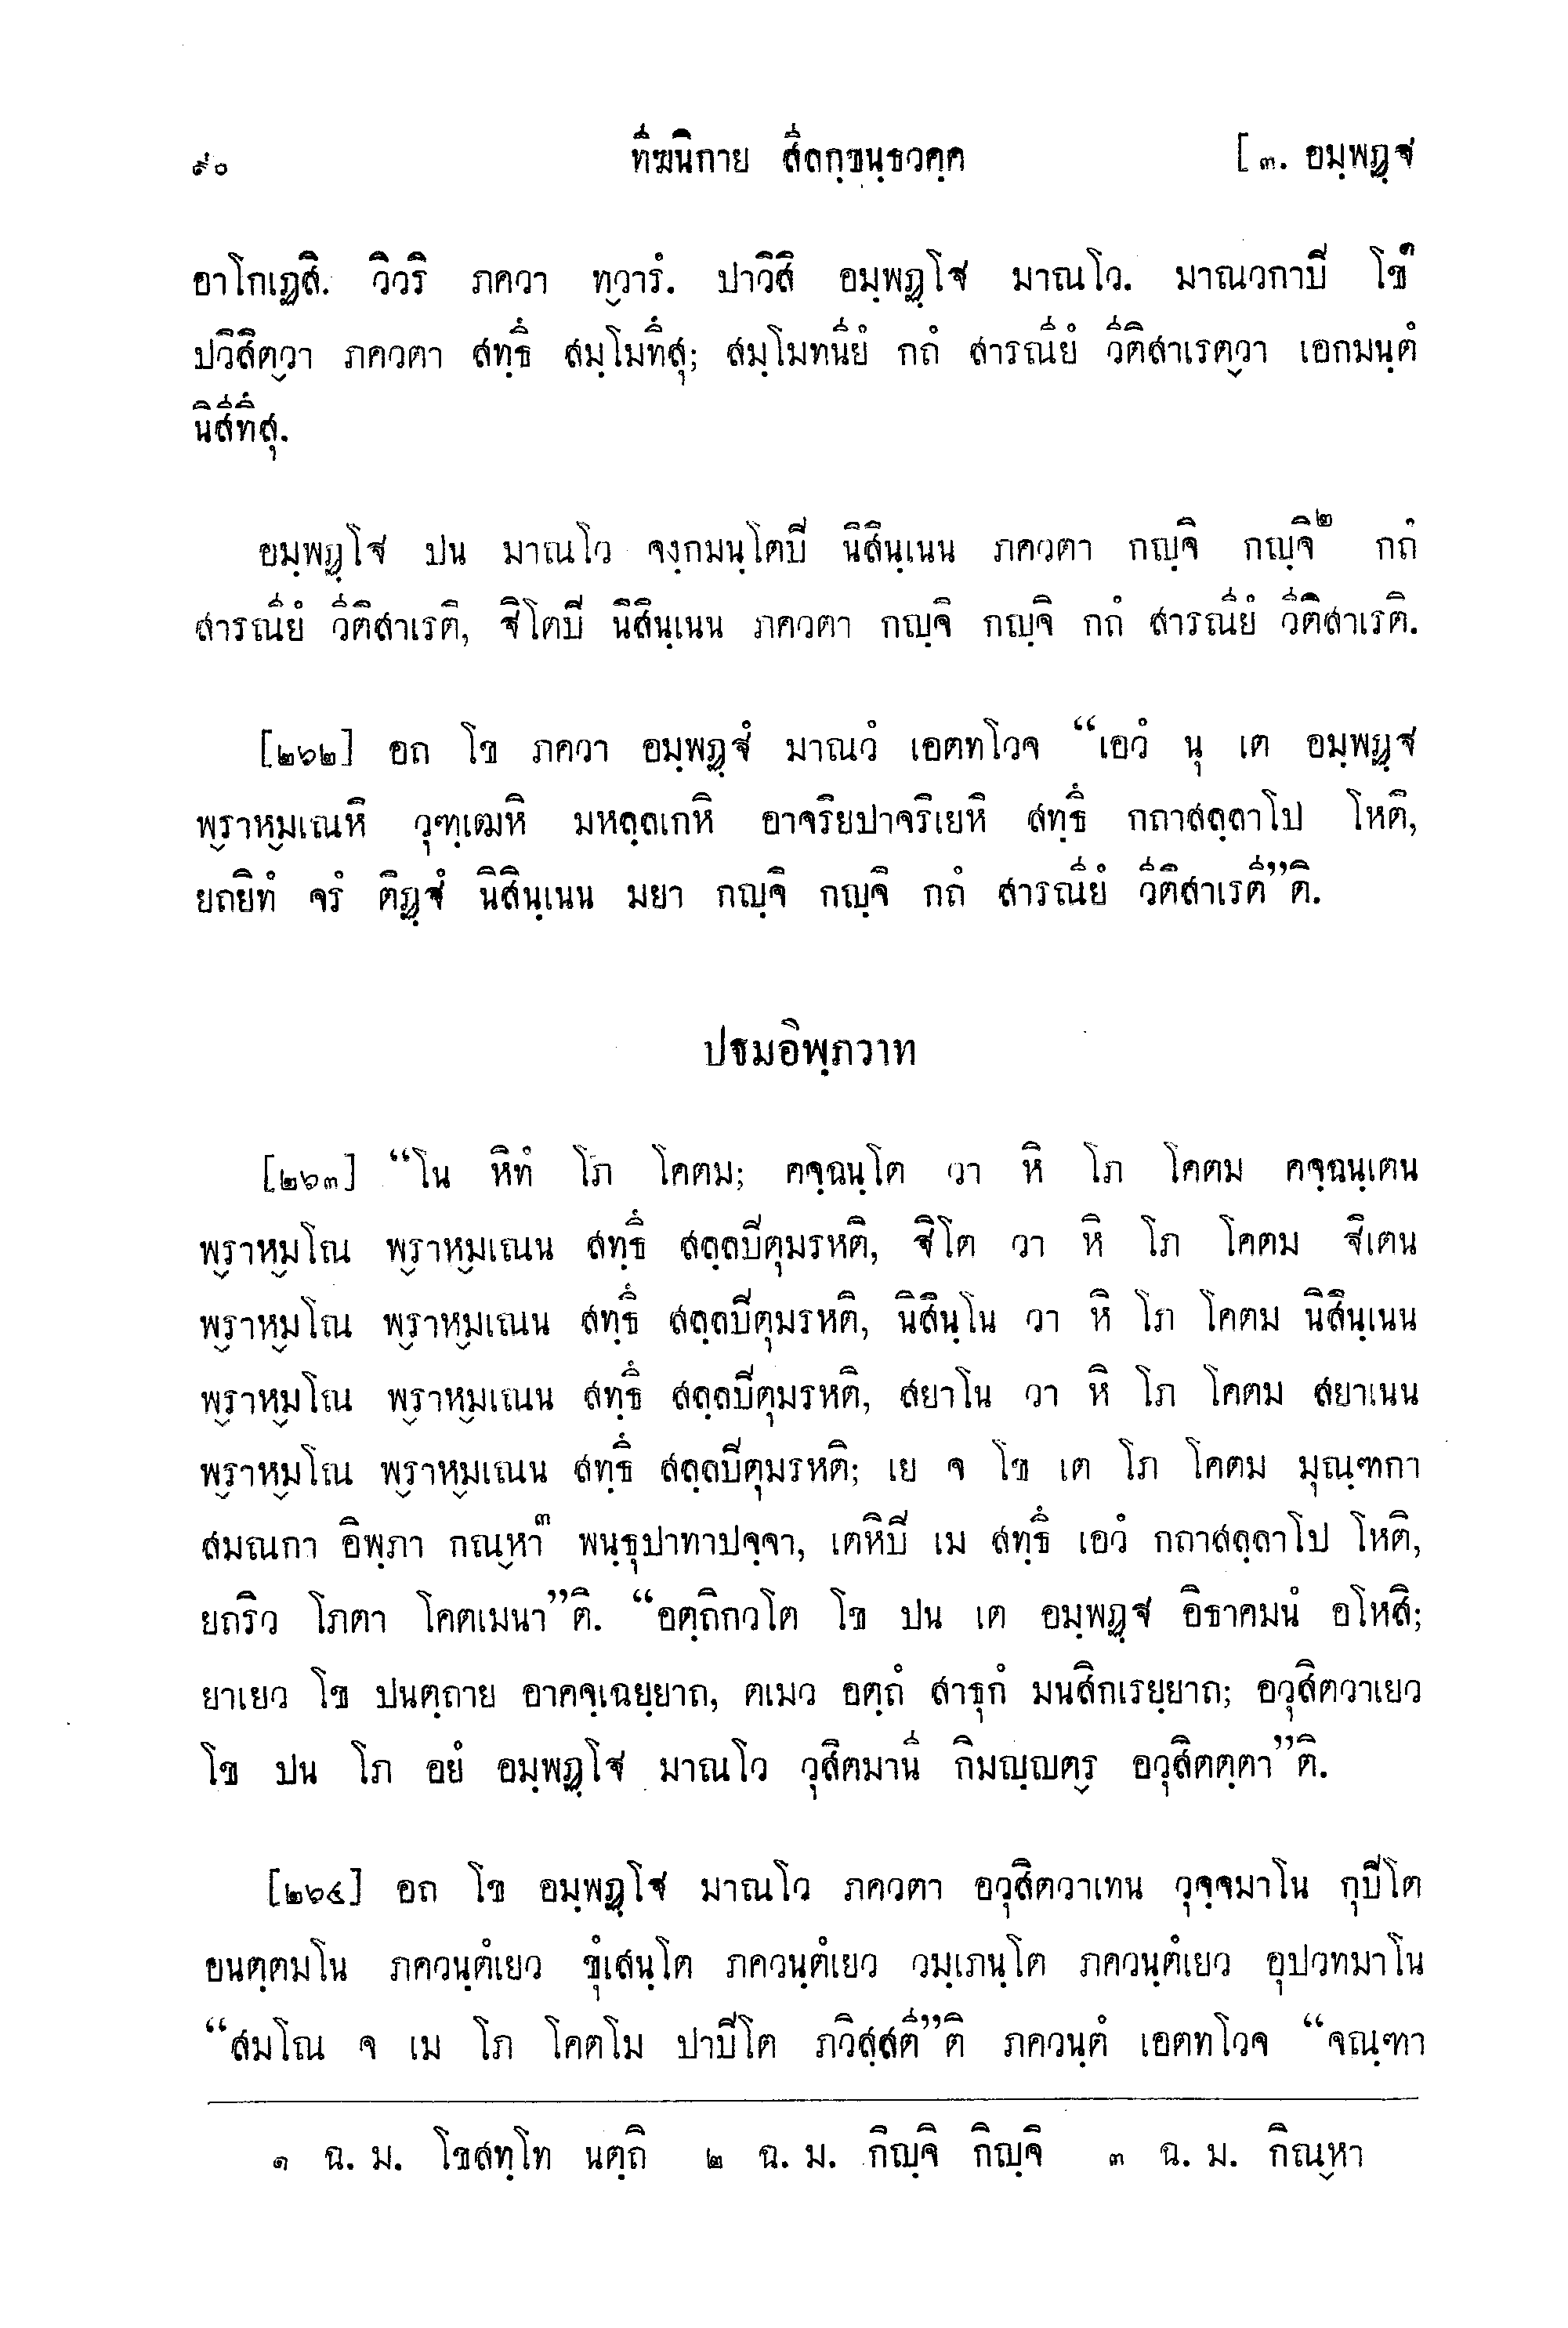 ๙๐ ทีฆนิกาย สีลกฺขนฺธวคฺค [ ๓. อมฺพฏฺฐ
อาโกเฏสิ. วิวริ ภควา ทฺวารํ. ปาวิสิ อมฺพฏฺโฐ มาณโว. มาณวกาปิ โข๑
ปวิสิตฺวา ภควตา สทฺธึ สมฺโมทึสุ; สมฺโมทนียํ กถํ สารณียํ วีติสาเรตฺวา เอกมนฺตํ
นิสีทึสุ.
อมฺพฏฺโฐ ปน มาณโว จงฺกมนฺโตปิ นิสินฺเนน ภควตา กญฺจิ กญฺจิ๒ กถํ
สารณียํ วีติสาเรติ, ฐิโตปิ นิสินฺเนน ภควตา กญฺจิ กญฺจิ กถํ สารณียํ วีติสาเรติ.
[๒๖๒] อถ โข ภควา อมฺพฏฺฐํ มาณวํ เอตทโวจ “เอวํ นุ เต อมฺพฏฺฐ
พฺราหฺมเณหิ วุฑฺเฒหิ มหลฺลเกหิ อาจริยปาจริเยหิ สทฺธึ กถาสลฺลาโป โหติ,
ยถยิทํ จรํ ติฏฺฐํ นิสินฺเนน มยา กญฺจิ กญฺจิ กถํ สารณียํ วีติสาเรตี”ติ.
ปฐมอิพฺภวาท
[๒๖๓] “โน หิทํ โภ โคตม; คจฺฉนฺโต วา หิ โภ โคตม คจฺฉนฺเตน
พฺราหฺมโณ พฺราหฺมเณน สทฺธึ สลฺลปิตุมรหติ, ฐิโต วา หิ โภ โคตม ฐิเตน
พฺราหฺมโณ พฺราหฺมเณน สทฺธึ สลฺลปิตุมรหติ, นิสินฺโน วา หิ โภ โคตม นิสินฺเนน
พฺราหฺมโณ พฺราหฺมเณน สทฺธึ สลฺลปิตุมรหติ, สยาโน วา หิ โภ โคตม สยาเนน
พฺราหฺมโณ พฺราหฺมเณน สทฺธึ สลฺลปิตุมรหติ; เย จ โข เต โภ โคตม มุณฺฑกา
สมณกา อิพฺภา กณฺหา๓ พนฺธุปาทาปจฺจา, เตหิปิ เม สทฺธึ เอวํ กถาสลฺลาโป โหติ,
ยถริว โภตา โคตเมนา”ติ. “อตฺถิกวโต โข ปน เต อมฺพฏฺฐ อิธาคมนํ อโหสิ;
ยาเยว โข ปนตฺถาย อาคจฺเฉยฺยาถ, ตเมว อตฺถํ สาธุกํ มนสิกเรยฺยาถ; อวุสิตวาเยว
โข ปน โภ อยํ อมฺพฏฺโฐ มาณโว วุสิตมานี กิมญฺญตฺร อวุสิตตฺตา”ติ.
[๒๖๔] อถ โข อมฺพฏฺโฐ มาณโว ภควตา อวุสิตวาเทน วุจฺจมาโน กุปิโต
อนตฺตมโน ภควนฺตํเยว ขุํเสนฺโต ภควนฺตํเยว วมฺเภนฺโต ภควนฺตํเยว อุปวทมาโน
“สมโณ จ เม โภ โคตโม ปาปิโต ภวิสฺสตี”ติ ภควนฺตํ เอตทโวจ “จณฺฑา
๑ ฉ. ม. โขสทฺโท นตฺถิ ๒ ฉ. ม. กิญฺจิ กิญฺจิ ๓ ฉ. ม. กิณฺหา